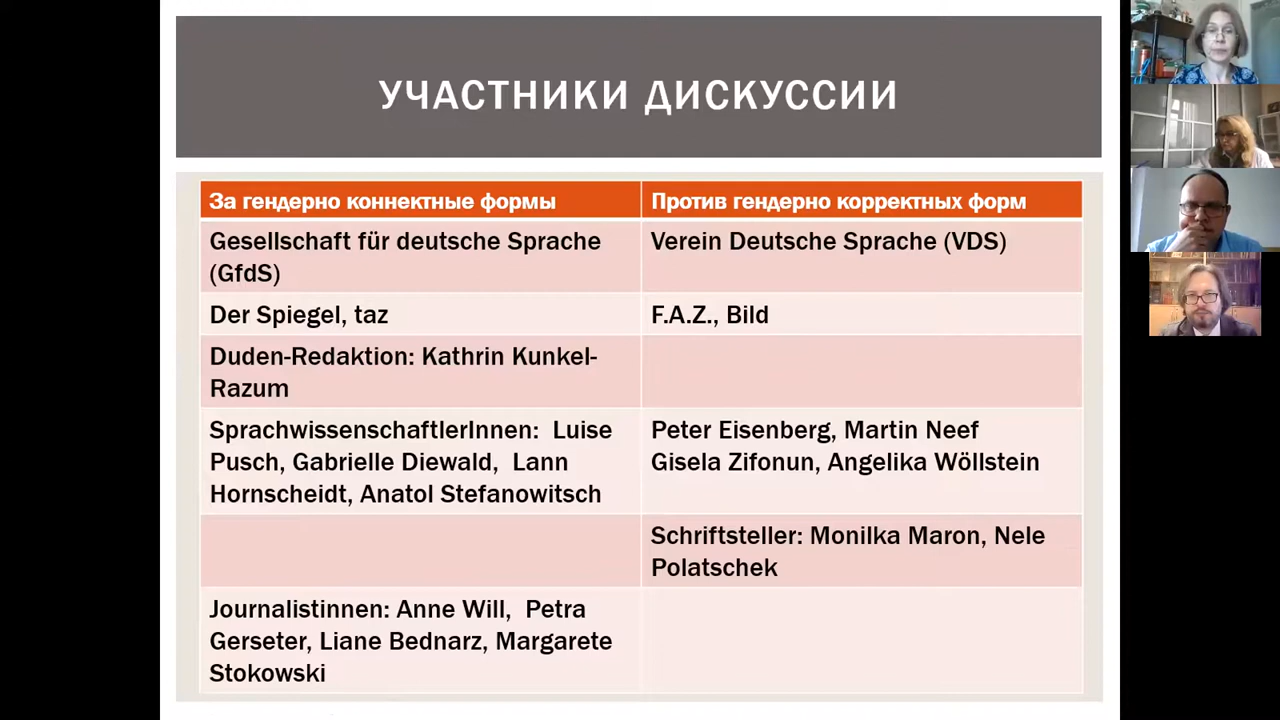 УЧАСТНИКИ ДИСКУССИИ
За гендерно коннектные формы
Против гендерно корректных форм
Gesellschaft für deutsche Sprache
(GfdS)
Verein Deutsche Sprache (VDS)
Der Spiegel, taz
F.A.Z., Bild
Duden-Redaktion: Kathrin Kunkel-
Razum
SprachwissenschaftlerInnen:  Luise
Pusch, Gabrielle Diewald,  Lann
Hornscheidt, Anatol Stefanowitsch
Peter Eisenberg, Martin Neef
Gisela Zifonun, Angelika Wöllstein
Schriftsteller: Monilka Maron, Nele
Polatschek
Journalistinnen: Anne Will,  Petra
Gerseter, Liane Bednarz, Margarete
Stokowski